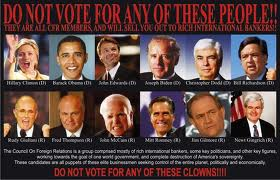 DO NOT VOTE FOR ANY OF THESE PEOPLE!!
THEY ARE ALL CFR MEMBERS, AND WILL SELL YOU OUT TO RICH INTERNATIONAL BANKERS!!
Hillary Clinton (D) Barack Obama (D) John Edwards (D) Joseph Biden (D) Christopher Dodd (D) Bill Richardson (D)
Rudy Giuliani (R) Fred Thompson (R) John McCain (R) Mitt Romney (R) Jim Gilmore (R) Newt Gingrich (R)
The Council On Foreign Relations is a group comprised mostly of rich international bankers, some key politicians, and other key figures,
working towards the goal of one world government, and complete destruction of America's sovereignty.
These candidates are all puppets of these elite businessmen seeking control of the entire planet, politically and economically.
DO NOT VOTE FOR ANY OF THESE CLOWNS!!!!